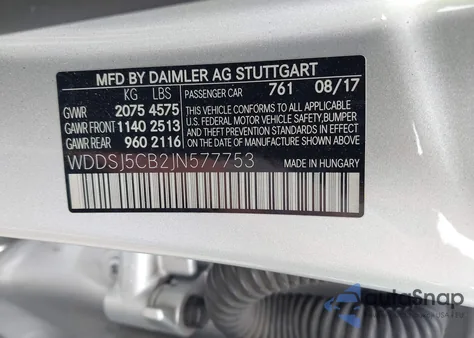 MFD BY DAIMLER AG STUTTGART
KG LBS
GVWR 2075 4575
GAWR FRONT 1140 2513
GAWR REAR 960 2116
PASSENGER CAR 761 08/17
THIS VEHICLE CONFORMS TO ALL APPLICABLE
U.S. FEDERAL MOTOR VEHICLE SAFETY, BUMPER,
AND THEFT PREVENTION STANDARDS IN EFFECT
ON THE DATE OF MANUFACTURE SHOWN ABOVE.
WDDSJ5CB2JN577753 MADE IN HUNGARY
AutaSnap